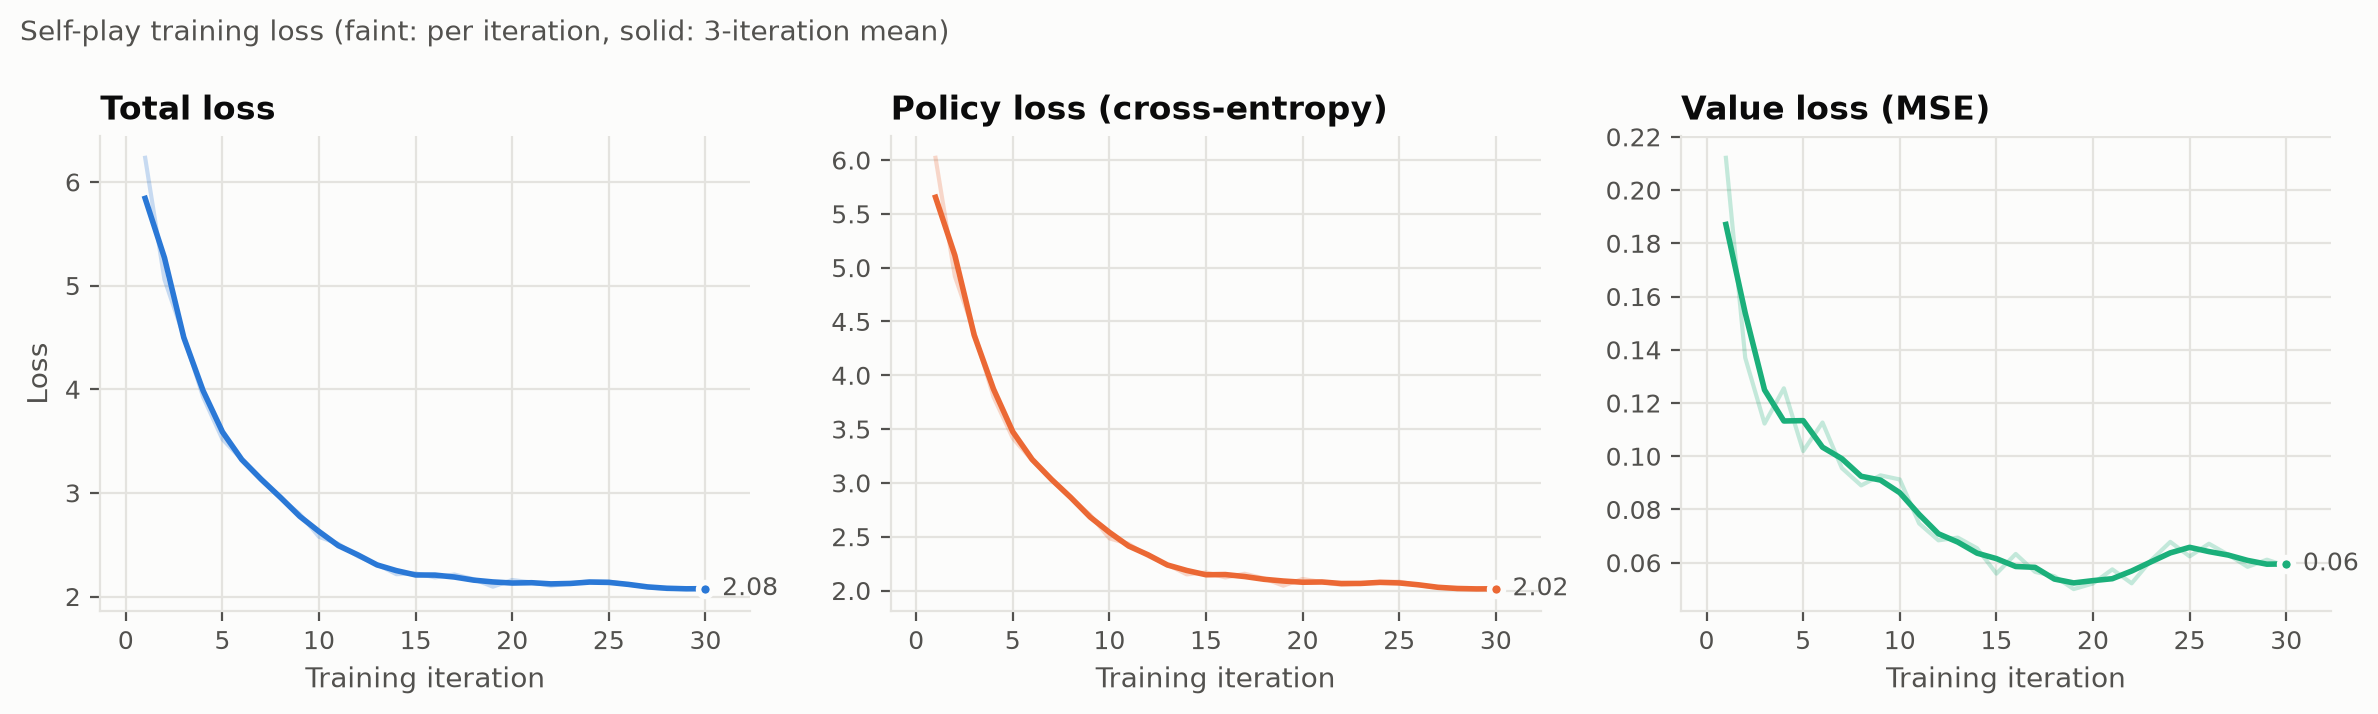 Self-play training loss (faint: per iteration, solid: 3-iteration mean)
Total loss
Loss
6
5
4
3
2
2.08
0 5 10 15 20 25 30
Training iteration
Policy loss (cross-entropy)
6.0
5.5
5.0
4.5
4.0
3.5
3.0
2.5
2.0
2.02
0 5 10 15 20 25 30
Training iteration
Value loss (MSE)
0.22
0.20
0.18
0.16
0.14
0.12
0.10
0.08
0.06
0.06
0 5 10 15 20 25 30
Training iteration